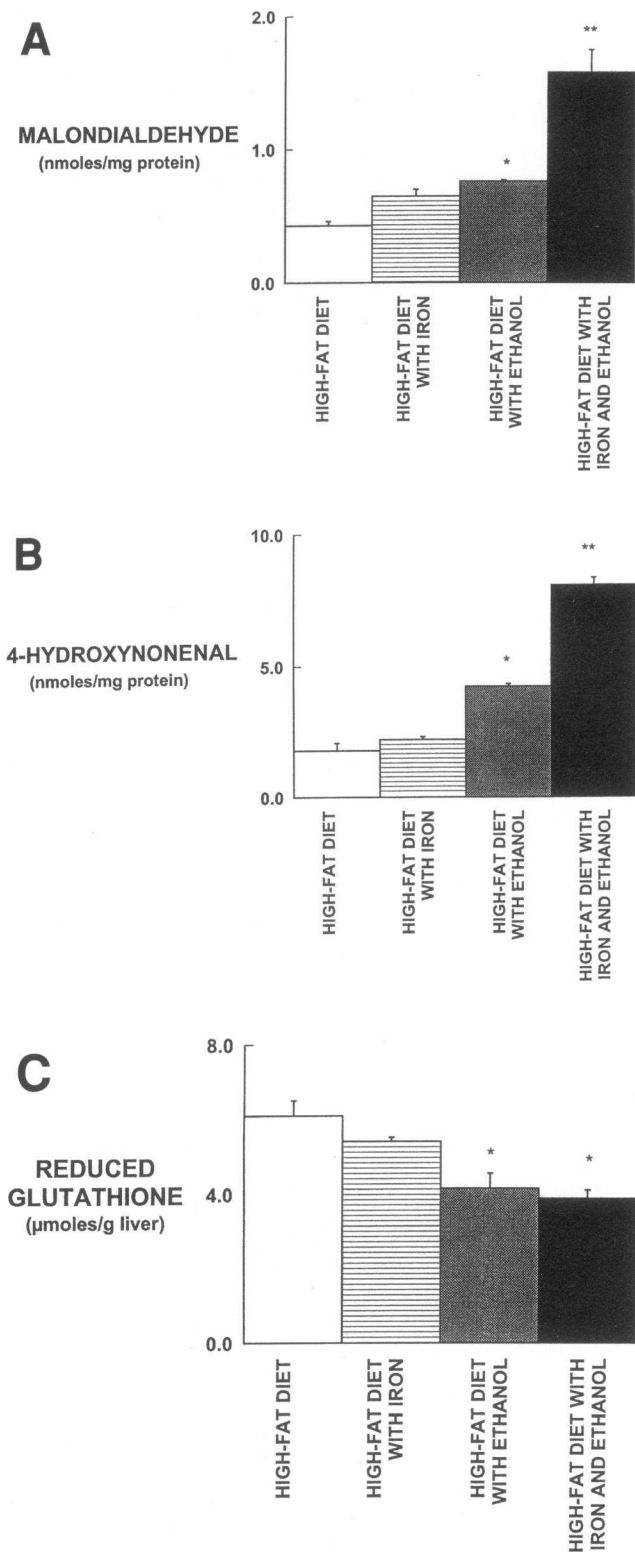 A
MALONDIALDEHYDE
(nmoles/mg protein)
2.0
1.0
0.0
*
**
HIGH-FAT DIET
HIGH-FAT DIET
WITH IRON
HIGH-FAT DIET
WITH ETHANOL
HIGH-FAT DIET WITH
IRON AND ETHANOL
B
4-HYDROXYNONENAL
(nmoles/mg protein)
10.0
5.0
0.0
*
**
HIGH-FAT DIET
HIGH-FAT DIET
WITH IRON
HIGH-FAT DIET
WITH ETHANOL
HIGH-FAT DIET WITH
IRON AND ETHANOL
C
REDUCED
GLUTATHIONE
(μmoles/g liver)
8.0
4.0
0.0
*
*
HIGH-FAT DIET
HIGH-FAT DIET
WITH IRON
HIGH-FAT DIET
WITH ETHANOL
HIGH-FAT DIET WITH
IRON AND ETHANOL